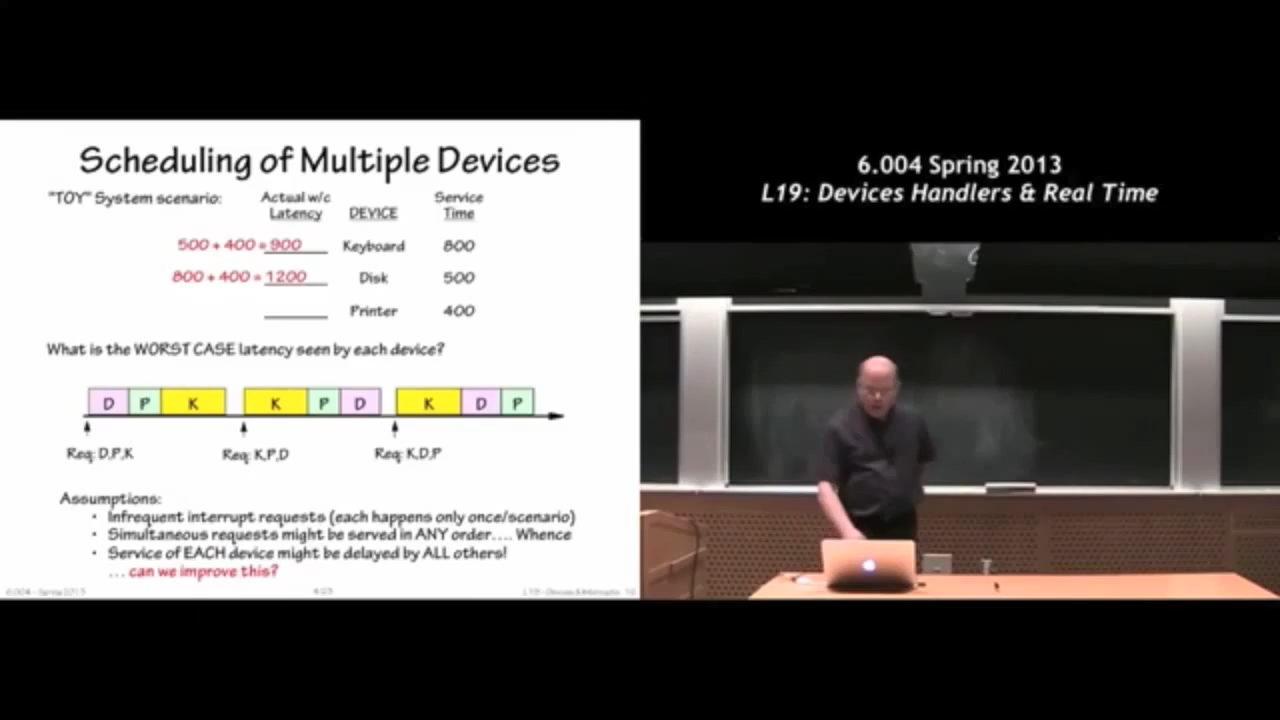 Scheduling of Multiple Devices
"TOY" System scenario: Actual w/c Latency DEVICE Service Time
500 + 400 = 900 Keyboard 800
800 + 400 = 1200 Disk 500
Printer 400
What is the WORST CASE latency seen by each device?
D P K K P D K D P
Req: D,P,K Req: K,P,D Req: K,D,P
Assumptions:
• Infrequent interrupt requests (each happens only once/scenario)
• Simultaneous requests might be served in ANY order.... Whence
• Service of EACH device might be delayed by ALL others!
... can we improve this?
6.004 - Spring 2013
6.004 Spring 2013
L19: Devices Handlers & Real Time